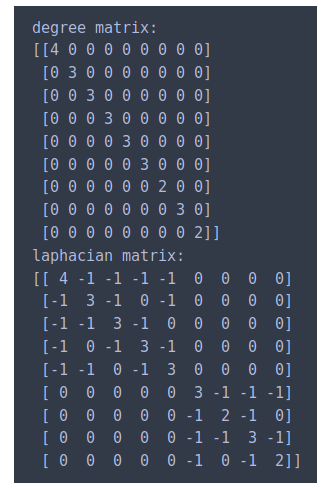 degree matrix:
[[4 0 0 0 0 0 0 0 0]
[0 3 0 0 0 0 0 0 0]
[0 0 3 0 0 0 0 0 0]
[0 0 0 3 0 0 0 0 0]
[0 0 0 0 3 0 0 0 0]
[0 0 0 0 0 3 0 0 0]
[0 0 0 0 0 0 2 0 0]
[0 0 0 0 0 0 0 3 0]
[0 0 0 0 0 0 0 0 2]]
laphacian matrix:
[[ 4 -1 -1 -1 -1  0  0  0  0]
[-1  3 -1  0 -1  0  0  0  0]
[-1 -1  3 -1  0  0  0  0  0]
[-1  0 -1  3 -1  0  0  0  0]
[-1 -1  0 -1  3  0  0  0  0]
[ 0  0  0  0  0  3 -1 -1 -1]
[ 0  0  0  0  0 -1  2 -1  0]
[ 0  0  0  0  0 -1 -1  3 -1]
[ 0  0  0  0  0 -1  0 -1  2]]